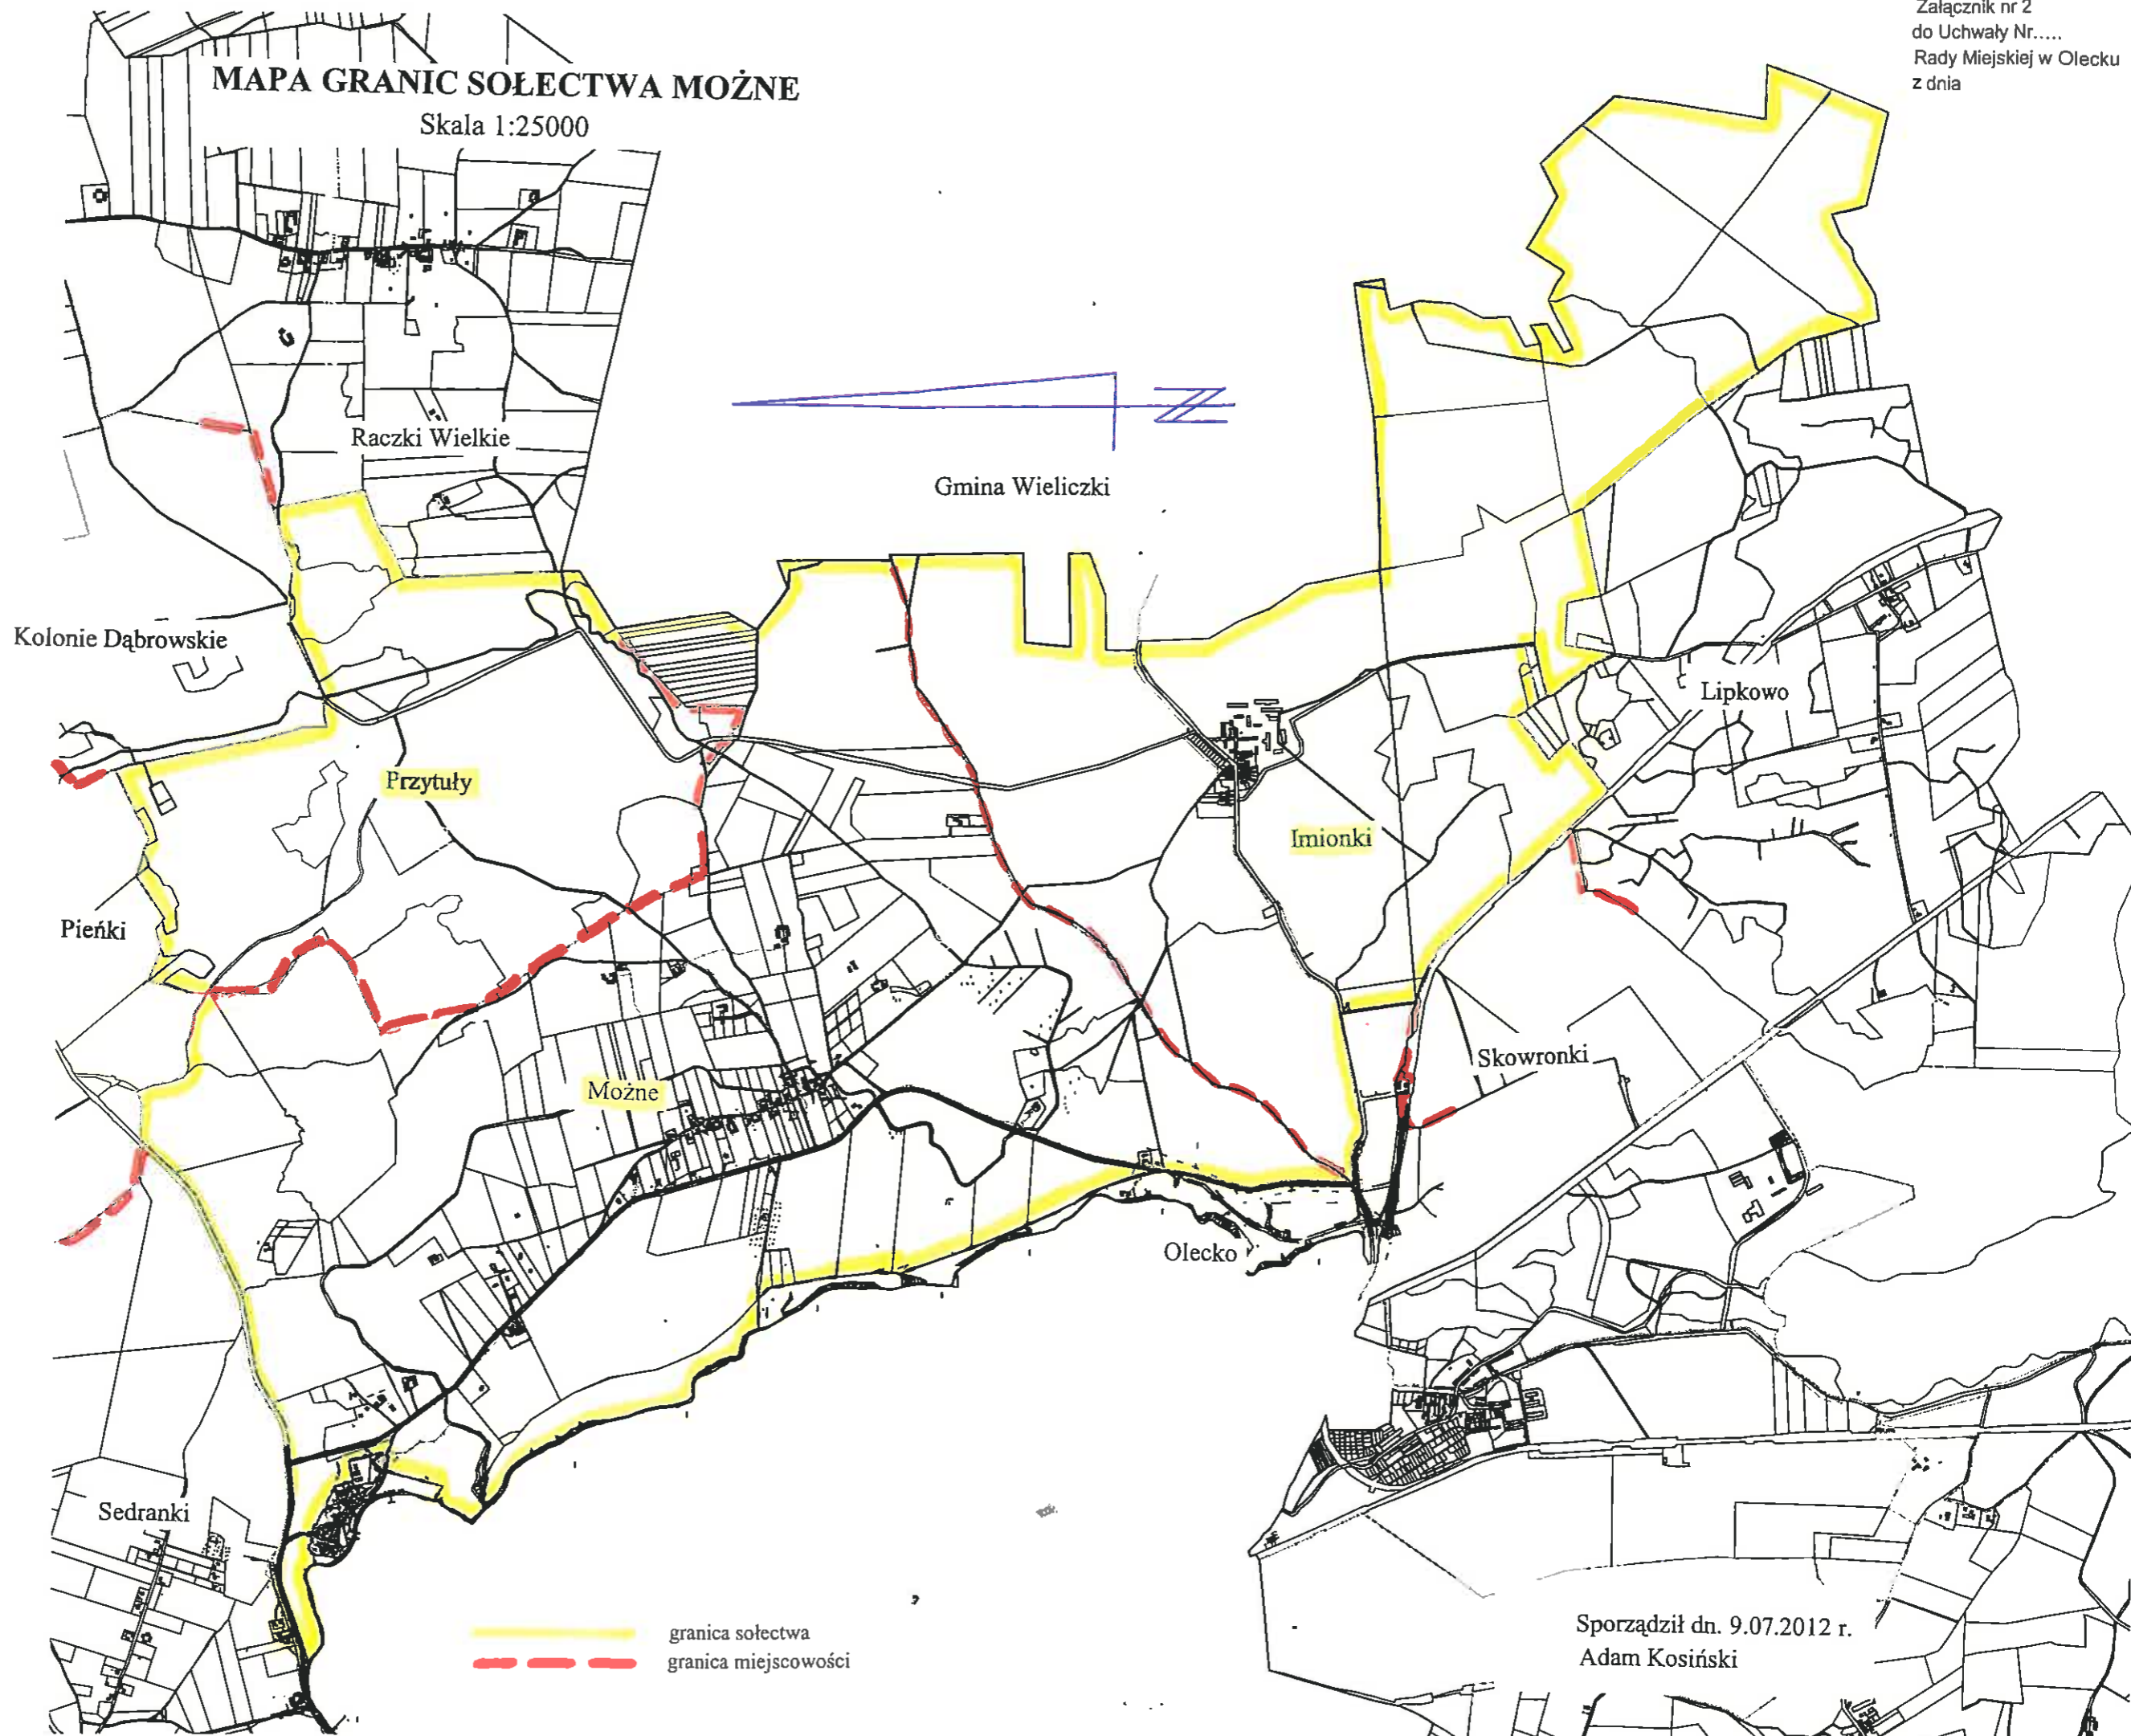 Załącznik nr 2
do Uchwały Nr.....
Rady Miejskiej w Olecku
z dnia
MAPA GRANIC SOŁECTWA MOŻNE
Skala 1:25000
Raczki Wielkie
N
Gmina Wieliczki
Kolonie Dąbrowskie
Lipkowo
Przytuły
Imionki
Pieńki
Skowronki
Możne
Olecko
Sedranki
granica sołectwa
granica miejscowości
Sporządził dn. 9.07.2012 r.
Adam Kosiński